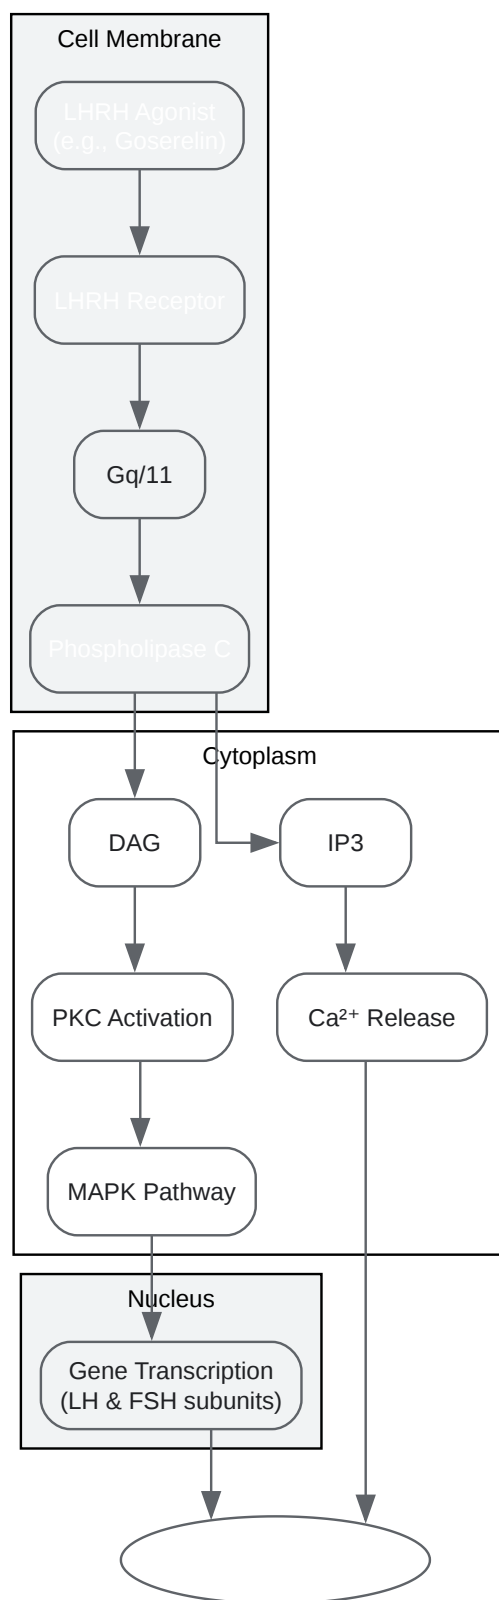 Cell Membrane
LHRH Agonist
(e.g., Goserelin)
LHRH Receptor
Gq/11
Phospholipase C
Cytoplasm
DAG
IP3
PKC Activation
Ca²⁺ Release
MAPK Pathway
Nucleus
Gene Transcription
(LH & FSH subunits)